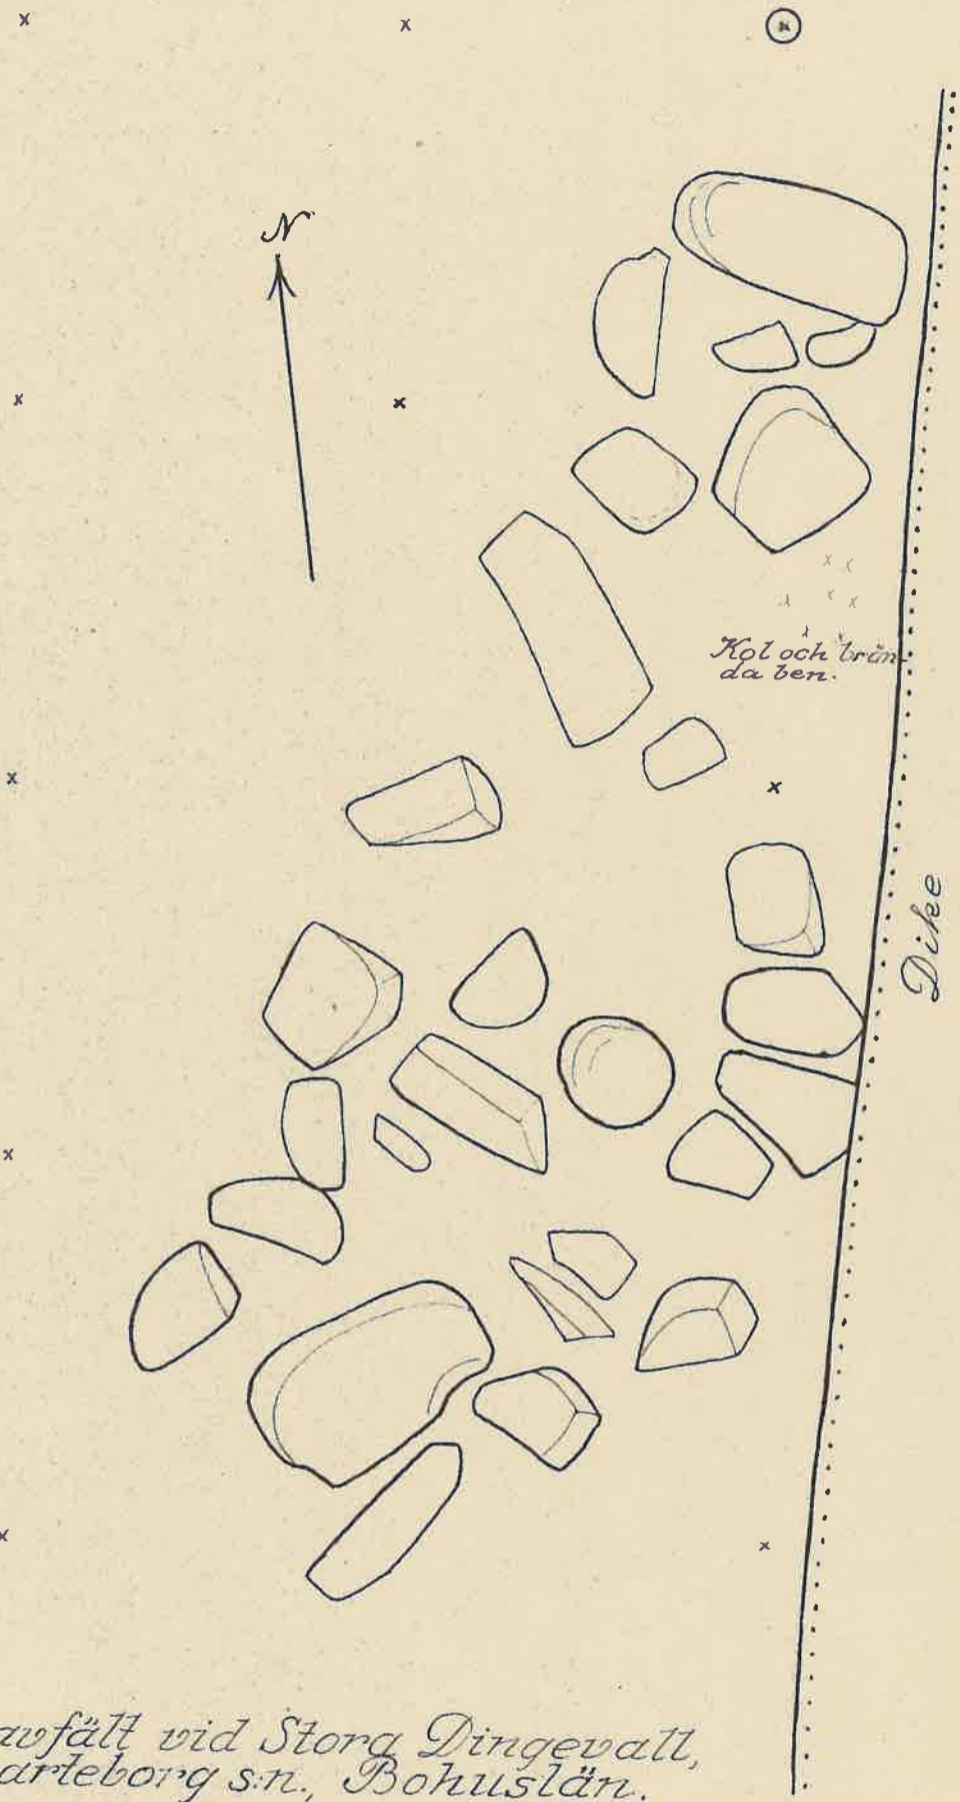 N
Kol och brän-
da ben.
Dike
avfält vid Stora Dingevall,
arteborg s:n., Bohuslän.